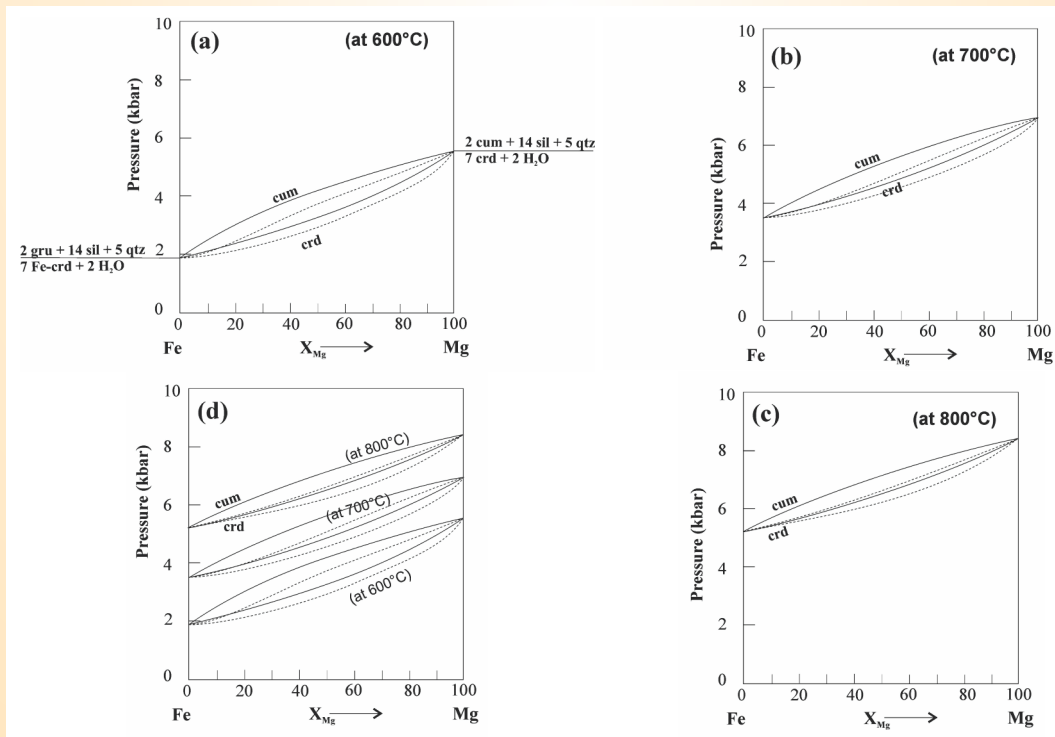 (a)
(at 600°C)
Pressure (kbar)
10
8
6
4
2
0
cum
crd
2 cum + 14 sil + 5 qtz
7 crd + 2 H₂O
2 gru + 14 sil + 5 qtz
7 Fe-crd + 2 H₂O
0 20 40 60 80 100
Fe X_Mg Mg
(b)
(at 700°C)
Pressure (kbar)
10
8
6
4
2
0
cum
crd
0 20 40 60 80 100
Fe X_Mg Mg
(d)
Pressure (kbar)
10
8
6
4
2
0
(at 800°C)
cum
crd
(at 700°C)
(at 600°C)
0 20 40 60 80 100
Fe X_Mg Mg
(c)
(at 800°C)
Pressure (kbar)
10
8
6
4
2
0
cum
crd
0 20 40 60 80 100
Fe X_Mg Mg